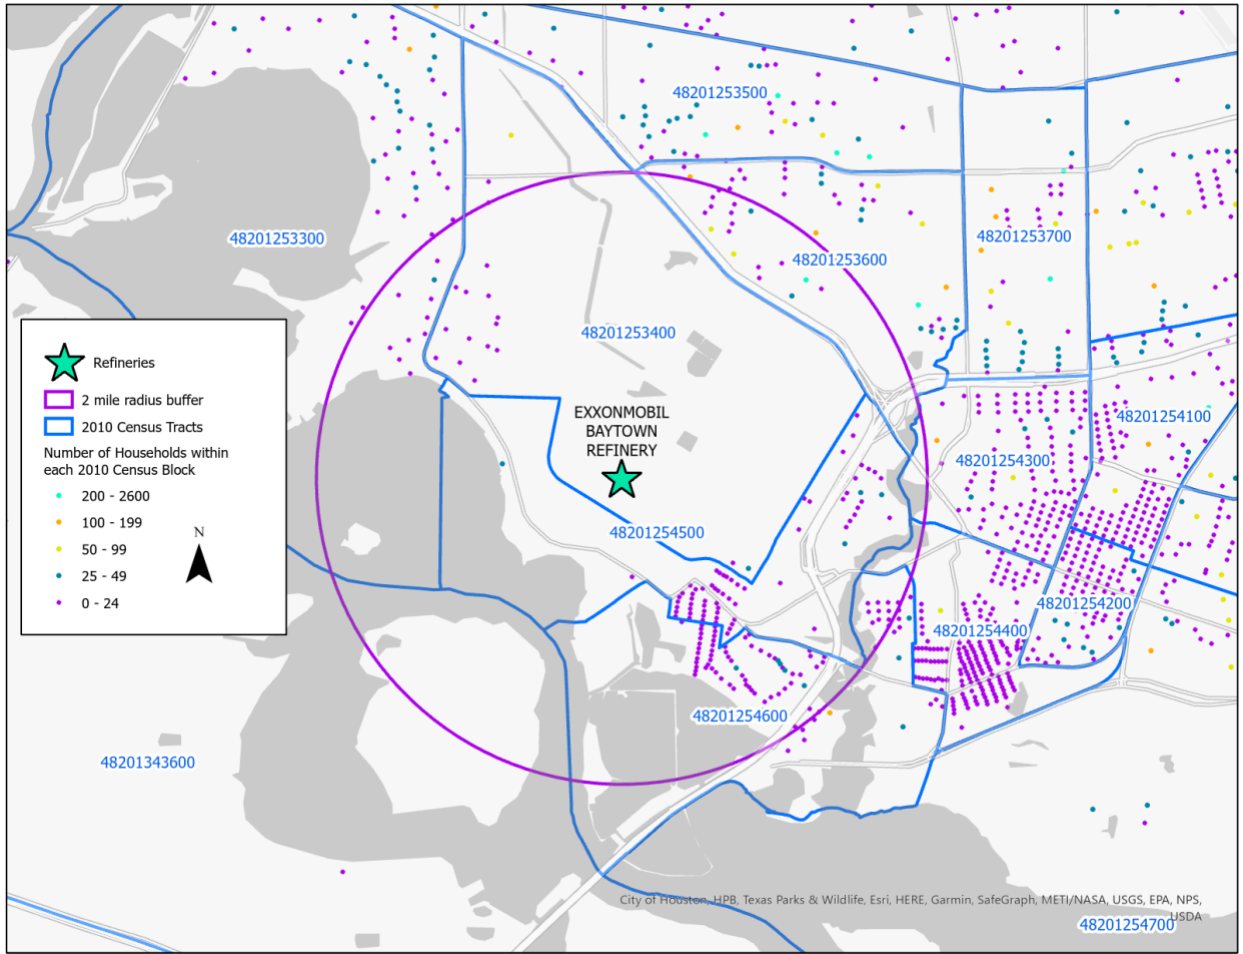 48201253500
48201253300
48201253700
48201253600
48201253400
Refineries
2 mile radius buffer
2010 Census Tracts
Number of Households within
each 2010 Census Block
200 - 2600
100 - 199
50 - 99
25 - 49
0 - 24
N
EXXONMOBIL
BAYTOWN
REFINERY
48201254100
48201254300
48201254500
48201254200
48201254400
48201254600
48201343600
City of Houston, HPB, Texas Parks & Wildlife, Esri, HERE, Garmin, SafeGraph, METI/NASA, USGS, EPA, NPS,
USDA
48201254700